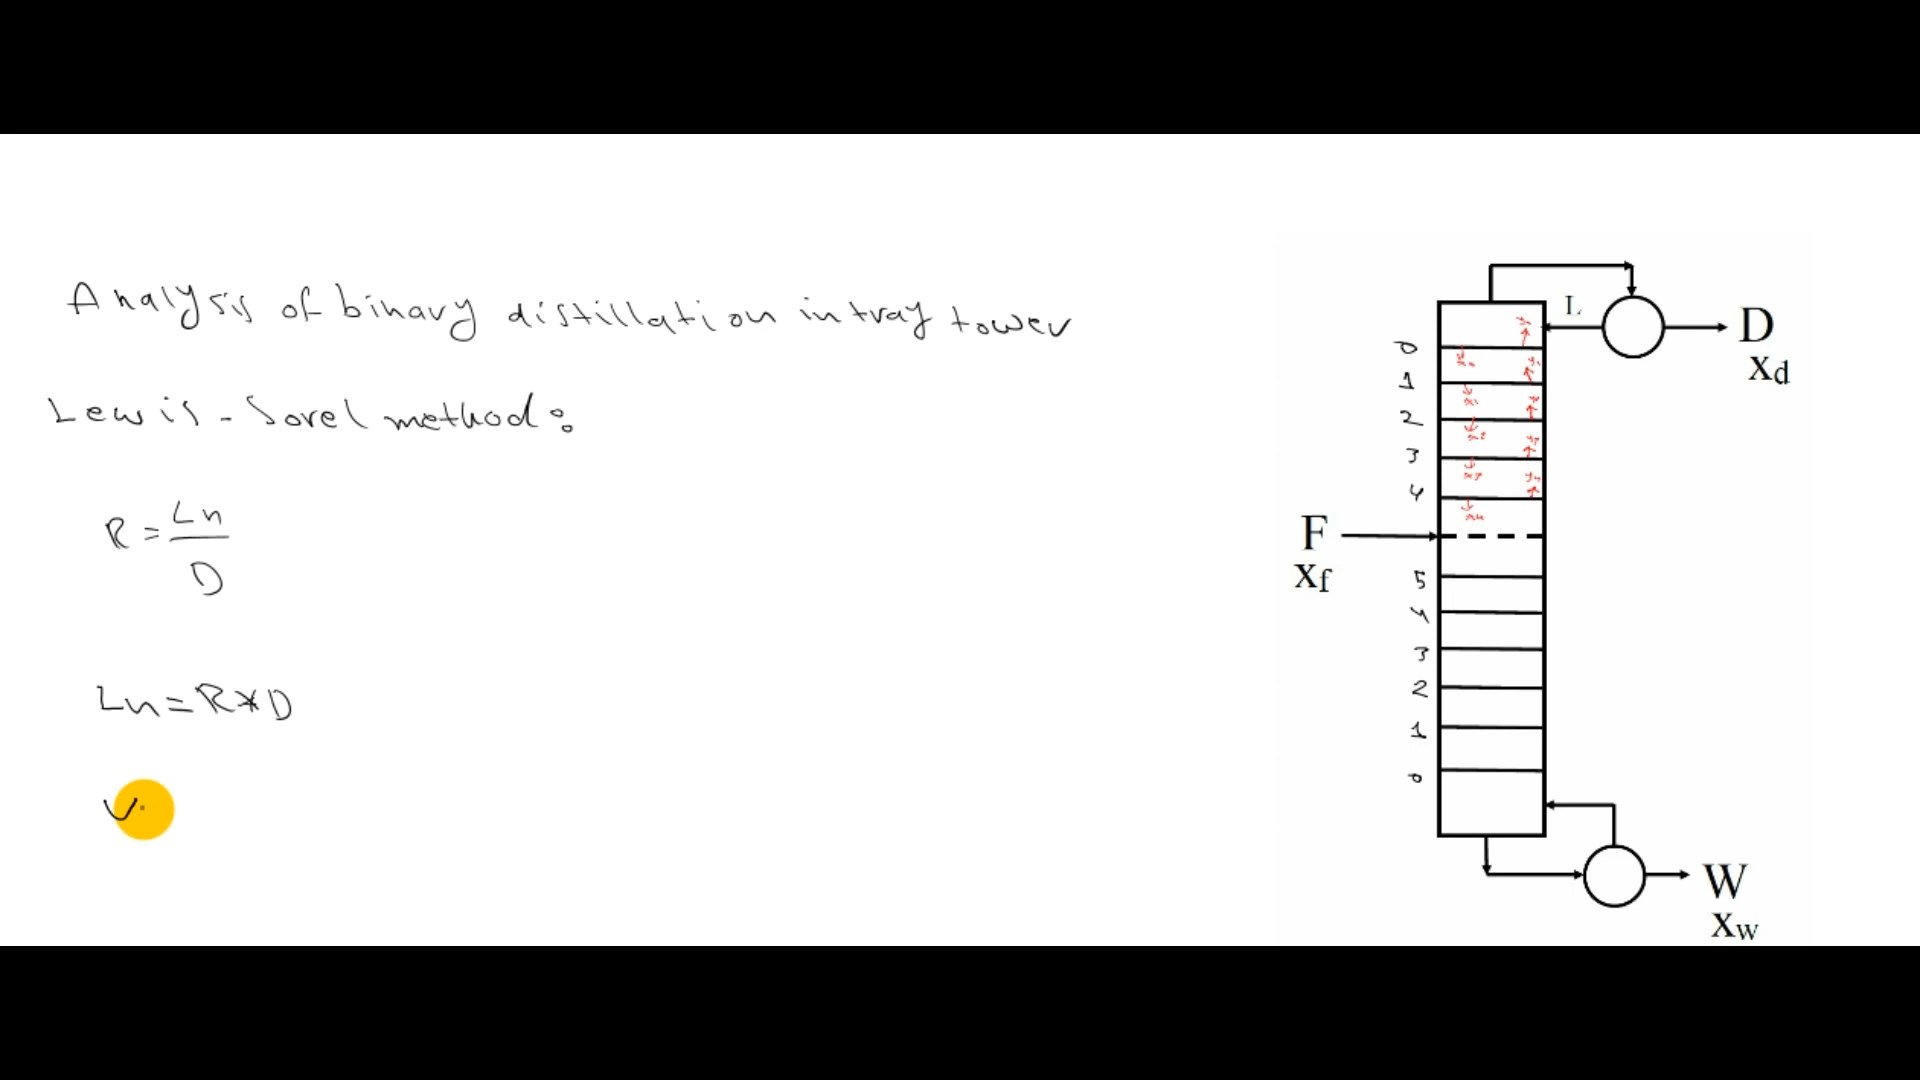 Analysis of binary distillation in tray tower
Lewis - Sorel method:
R = Ln
D
Ln = R * D
L
D
Xd
0
1
2
3
4
F
Xf
5
4
3
2
1
0
W
Xw